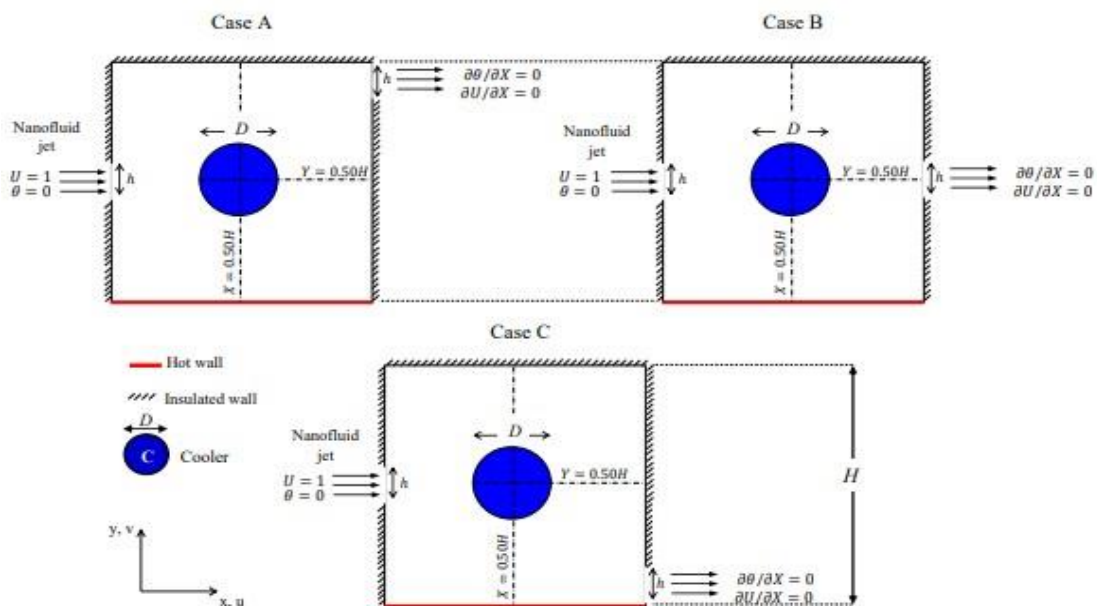 Case A
Case B
h
∂θ/∂X = 0
∂U/∂X = 0
Nanofluid
jet
U = 1
θ = 0
h
D
Y = 0.50H
X = 0.50H
Nanofluid
jet
U = 1
θ = 0
h
D
Y = 0.50H
X = 0.50H
h
∂θ/∂X = 0
∂U/∂X = 0
Case C
Hot wall
Insulated wall
D
C
Cooler
y, v
x, u
Nanofluid
jet
U = 1
θ = 0
h
D
Y = 0.50H
X = 0.50H
h
∂θ/∂X = 0
∂U/∂X = 0
H